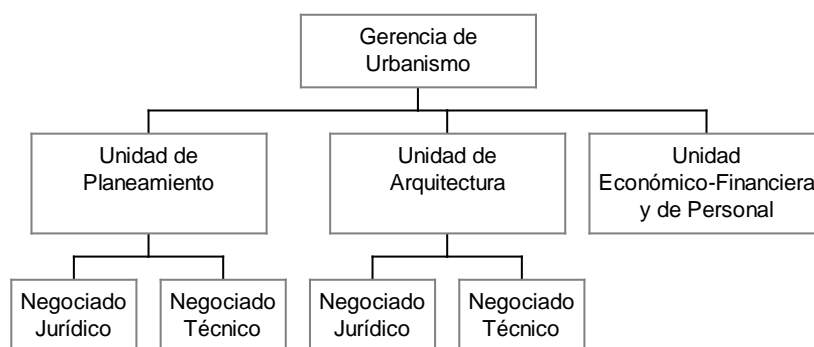 Gerencia de
Urbanismo
Unidad de
Planeamiento
Unidad de
Arquitectura
Unidad
Económico-Financiera
y de Personal
Negociado
Jurídico
Negociado
Técnico
Negociado
Jurídico
Negociado
Técnico